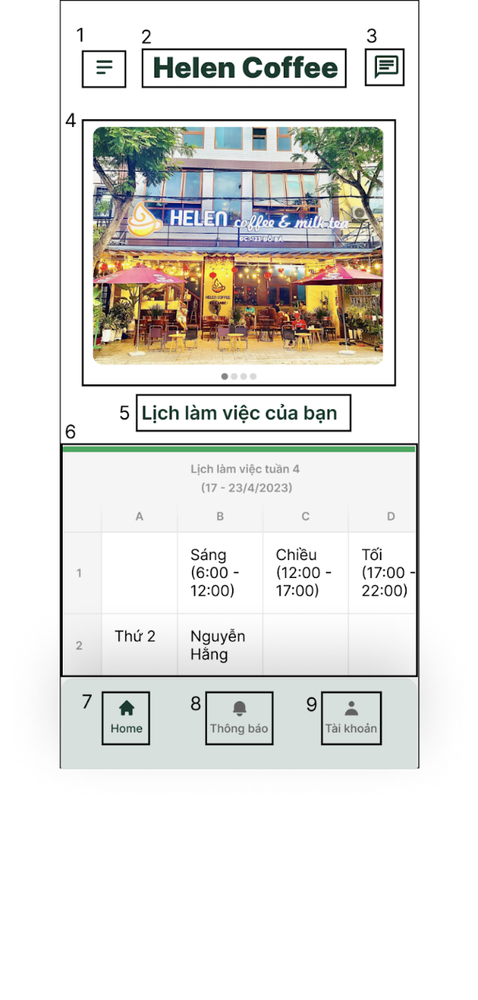 1
2
3
Helen Coffee
4
HELEN coffee & milk tea
HELEN COFFEE
5
Lịch làm việc của bạn
6
Lịch làm việc tuần 4
(17 - 23/4/2023)
A
B
C
D
1
Sáng
(6:00 -
12:00)
Chiều
(12:00 -
17:00)
Tối
(17:00 -
22:00)
2
Thứ 2
Nguyễn
Hằng
7
Home
8
Thông báo
9
Tài khoản